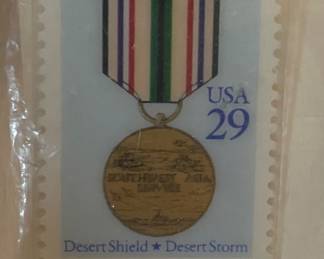 USA
29
SOUTHWEST ASIA
SERVICE
Desert Shield ★ Desert Storm